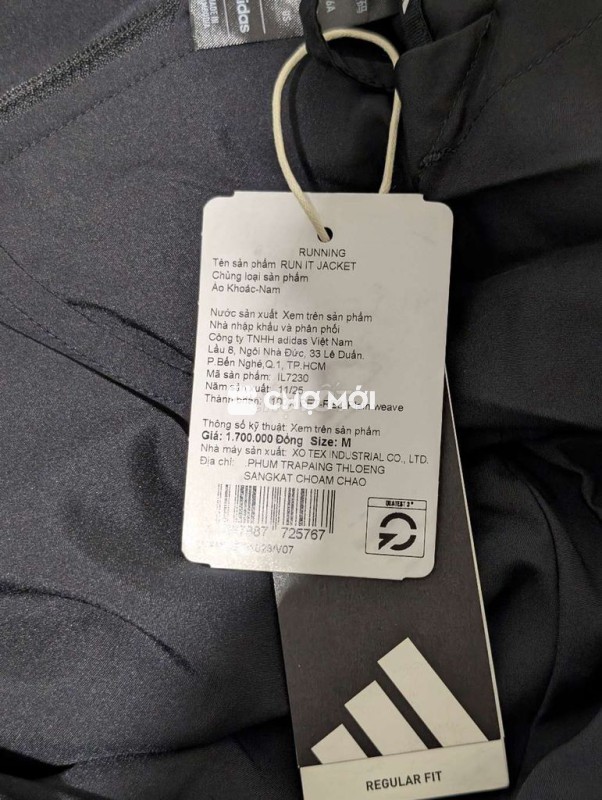 adidas
RUNNING
Tên sản phẩm RUN IT JACKET
Chủng loại sản phẩm
Áo Khoác-Nam
Nước sản xuất Xem trên sản phẩm
Nhà nhập khẩu và phân phối
Công ty TNHH adidas Việt Nam
Lầu 8, Ngôi Nhà Đức, 33 Lê Duẩn,
P.Bến Nghé,Q.1, TP.HCM
Mã sản phẩm: IL7230
Năm sản xuất: 11/25
Thành phần: weave
CHỢ MỚI
Thông số kỹ thuật: Xem trên sản phẩm
Giá: 1.700.000 Đồng Size: M
Nhà máy sản xuất: XO TEX INDUSTRIAL CO., LTD.
Địa chỉ: PHUM TRAPAING THLOENG
SANGKAT CHOAM CHAO
725767
REGULAR FIT